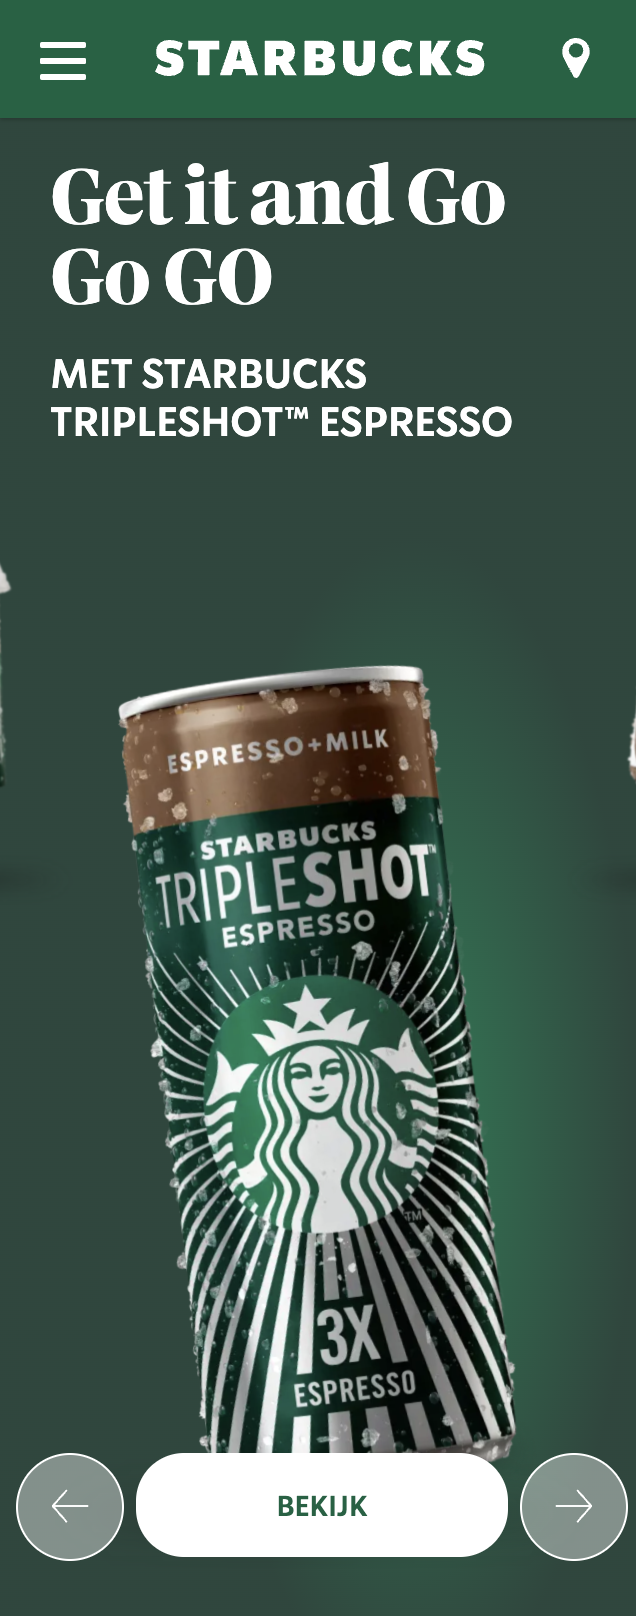 STARBUCKS
Get it and Go
Go GO
MET STARBUCKS
TRIPLESHOT™ ESPRESSO
ESPRESSO+MILK
STARBUCKS
TRIPLESHOT™
ESPRESSO
TM
3X
ESPRESSO
BEKIJK